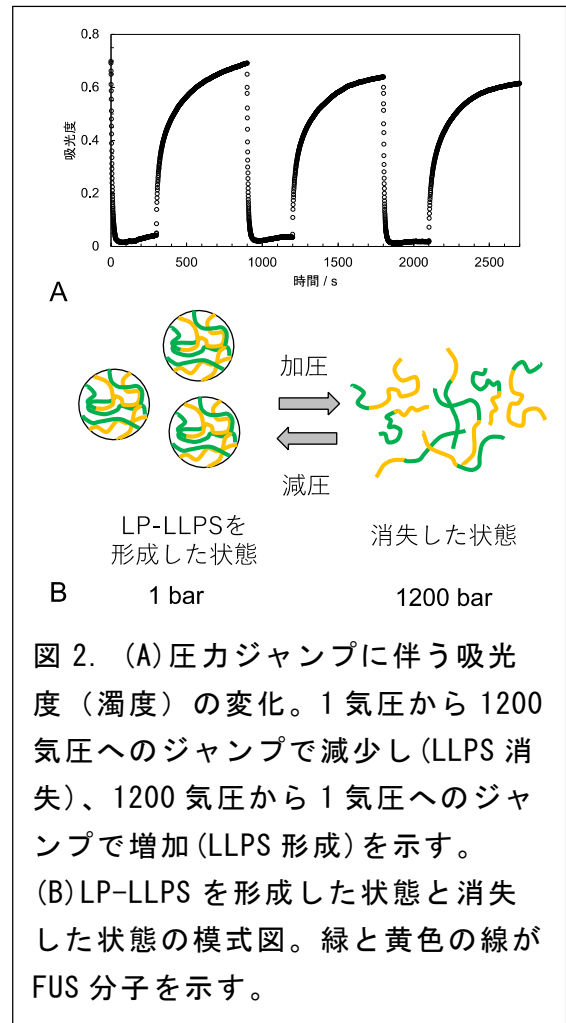 0.8
0.6
0.4
0.2
0
吸光度
0 500 1000 1500 2000 2500
時間 / s
A
加圧
減圧
LP-LLPSを
形成した状態
消失した状態
B 1 bar 1200 bar
図 2. (A)圧力ジャンプに伴う吸光
度（濁度）の変化。1 気圧から 1200
気圧へのジャンプで減少し(LLPS 消
失)、1200 気圧から 1 気圧へのジャ
ンプで増加(LLPS 形成)を示す。
(B)LP-LLPS を形成した状態と消失
した状態の模式図。緑と黄色の線が
FUS 分子を示す。